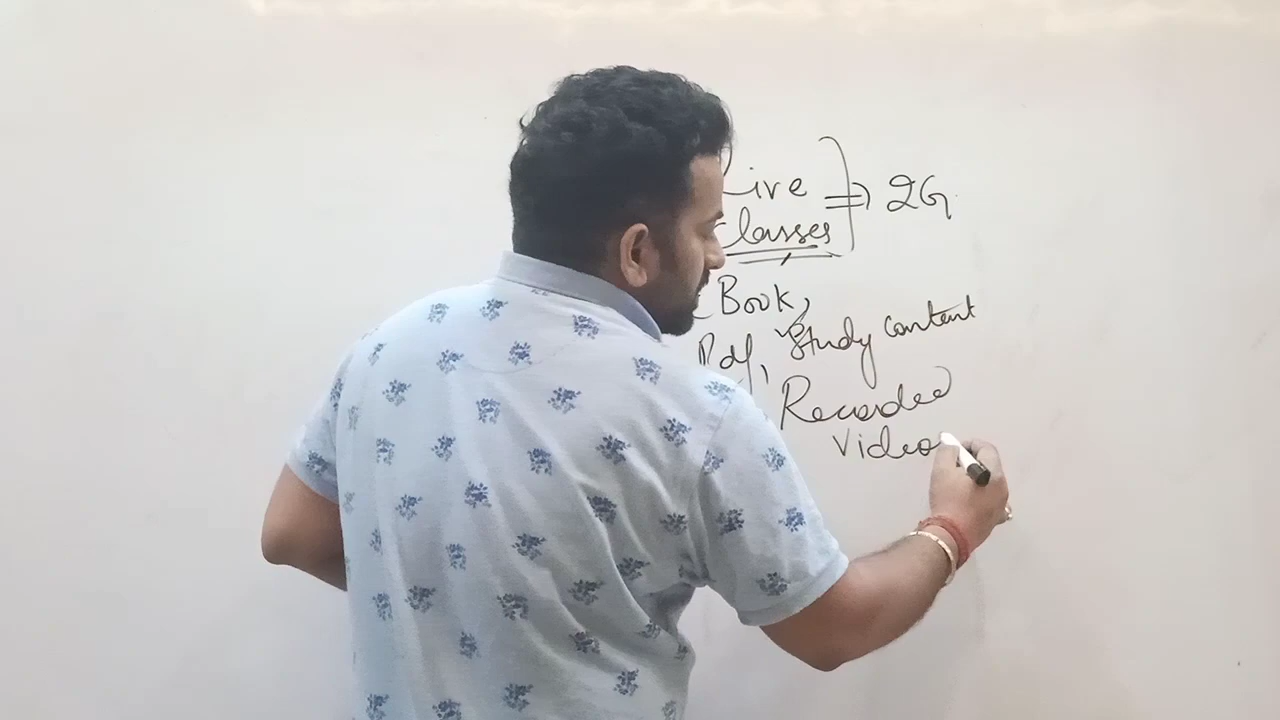 Live } ⇒ 2G
Classes
Book,
Pdf, Study content
Recorded
Video